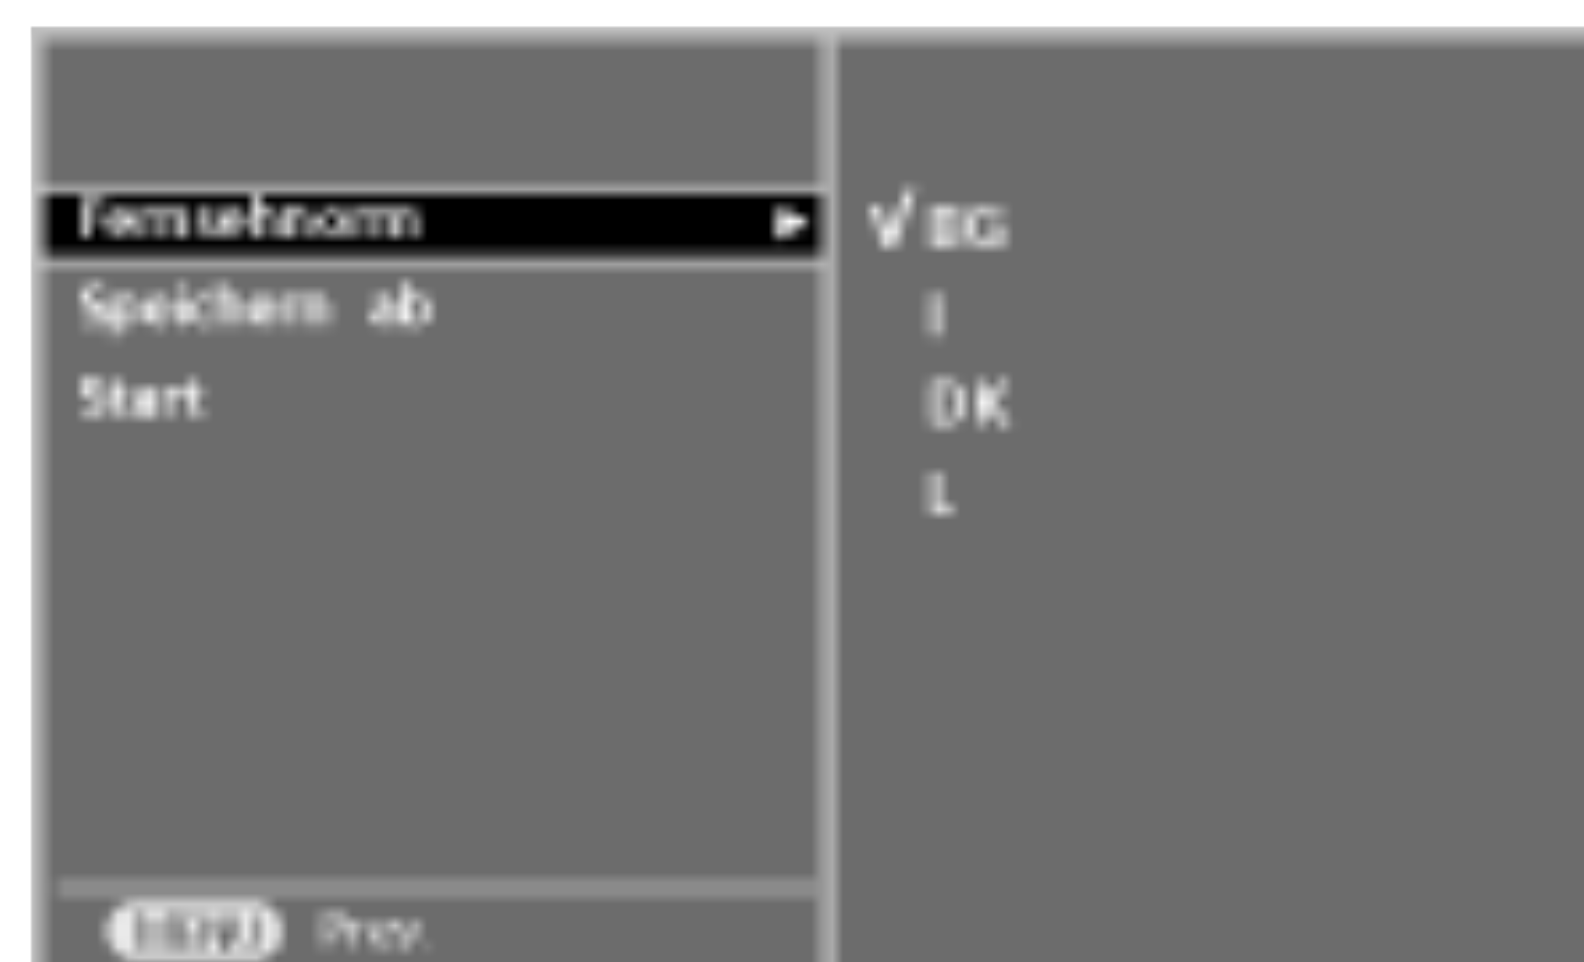 Fernsehnorm
Speichern ab
Start
√ BG
I
DK
L
Prev.